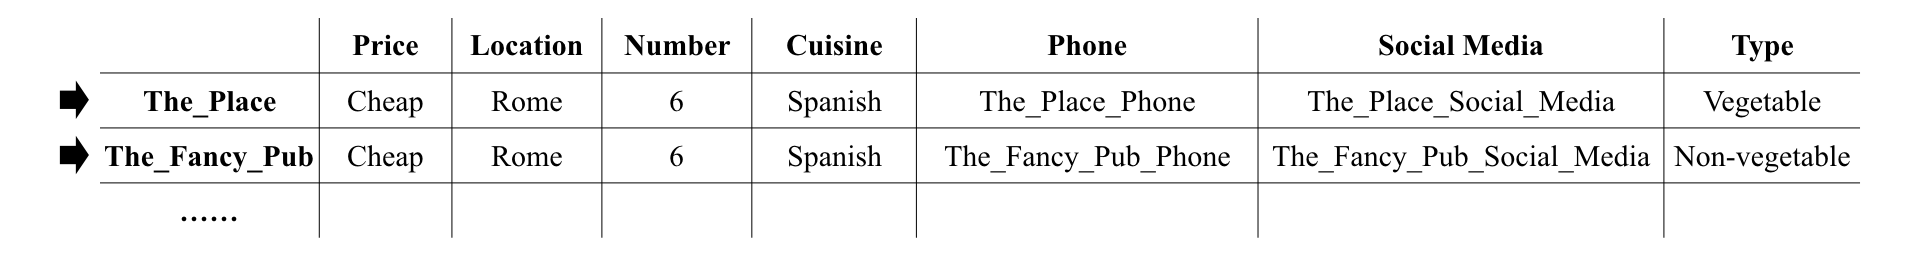 Price Location Number Cuisine Phone Social Media Type
The_Place Cheap Rome 6 Spanish The_Place_Phone The_Place_Social_Media Vegetable
The_Fancy_Pub Cheap Rome 6 Spanish The_Fancy_Pub_Phone The_Fancy_Pub_Social_Media Non-vegetable
......